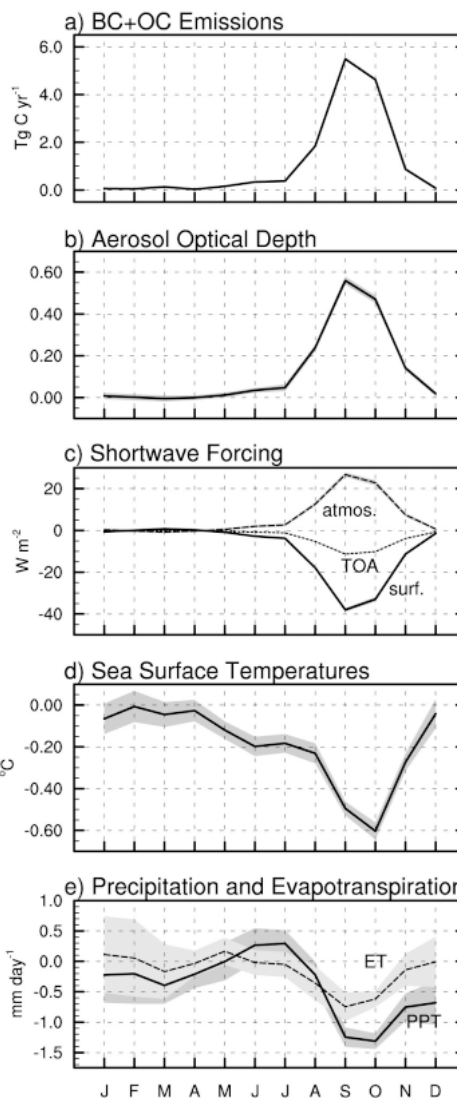 a) BC+OC Emissions
6.0
4.0
2.0
0.0
Tg C yr-1
b) Aerosol Optical Depth
0.60
0.40
0.20
0.00
c) Shortwave Forcing
20
0
-20
-40
W m-2
atmos.
TOA
surf.
d) Sea Surface Temperatures
0.00
-0.20
-0.40
-0.60
°C
e) Precipitation and Evapotranspiration
1.0
0.5
0.0
-0.5
-1.0
-1.5
mm day-1
ET
PPT
J F M A M J J A S O N D